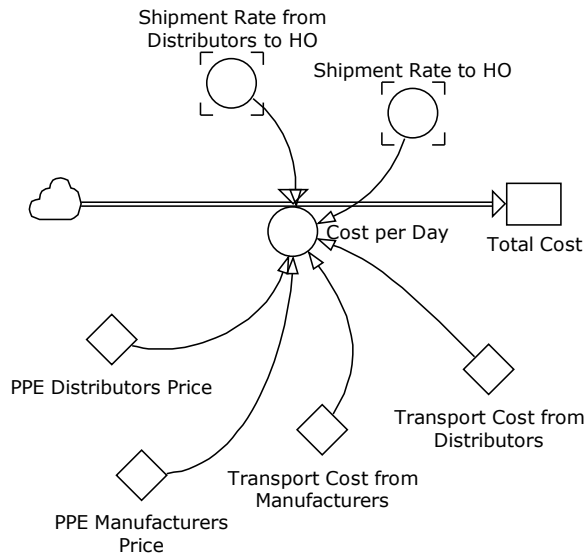 Shipment Rate from
Distributors to HO
Shipment Rate to HO
Cost per Day
Total Cost
PPE Distributors Price
Transport Cost from
Distributors
Transport Cost from
Manufacturers
PPE Manufacturers
Price